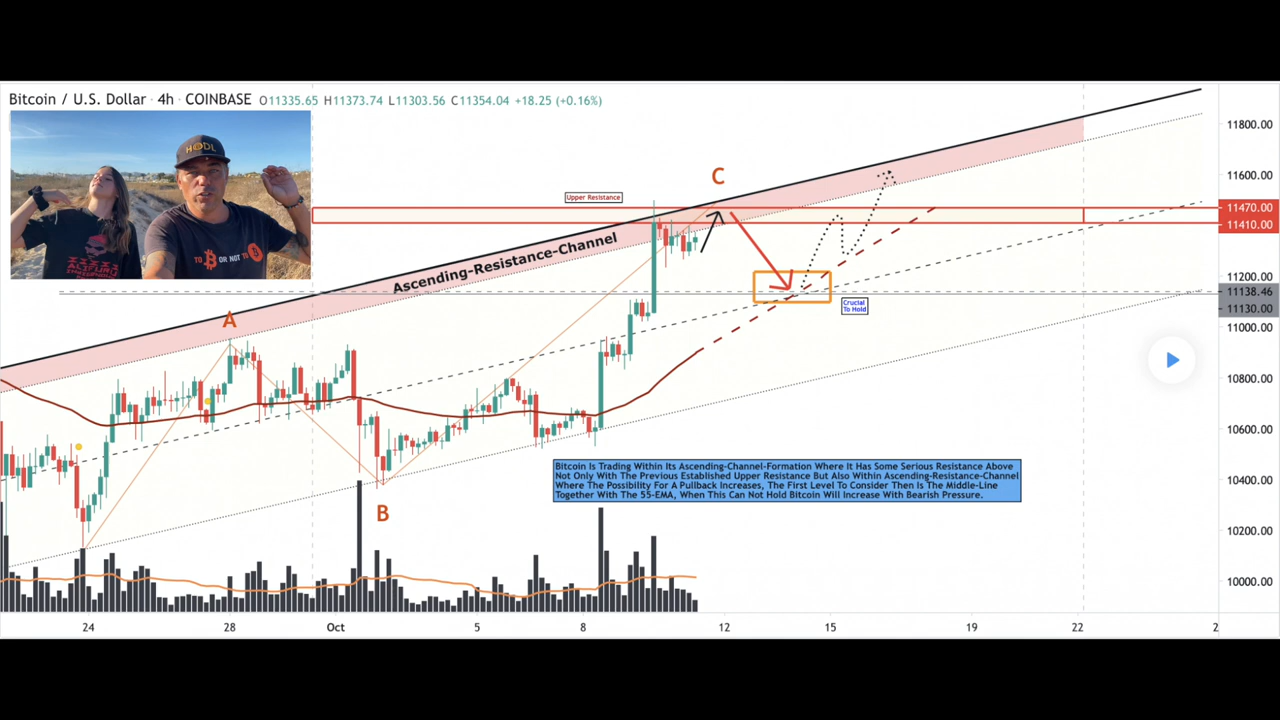 Bitcoin / U.S. Dollar · 4h · COINBASE O11335.65 H11373.74 L11303.56 C11354.04 +18.25 (+0.16%)
11800.00
HODL
C
11600.00
Upper Resistance
11470.00
11410.00
Ascending-Resistance-Channel
TO B OR NOT TO B
11200.00
11138.46
Crucial
To Hold
11130.00
A
11000.00
10800.00
10600.00
Bitcoin Is Trading Within Its Ascending-Channel-Formation Where It Has Some Serious Resistance Above
Not Only With The Previous Established Upper Resistance But Also Within Ascending-Resistance-Channel
Where The Possibility For A Pullback Increases, The First Level To Consider Then Is The Middle-Line
Together With The 55-EMA, When This Can Not Hold Bitcoin Will Increase With Bearish Pressure.
10400.00
B
10200.00
10000.00
24 28 Oct 5 8 12 15 19 22 2